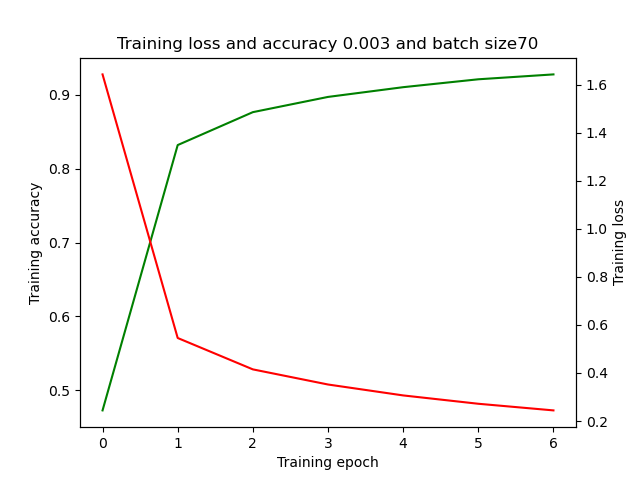 Training loss and accuracy 0.003 and batch size70
Training accuracy
0.9
0.8
0.7
0.6
0.5
1.6
1.4
1.2
1.0
0.8
0.6
0.4
0.2
Training loss
0 1 2 3 4 5 6
Training epoch